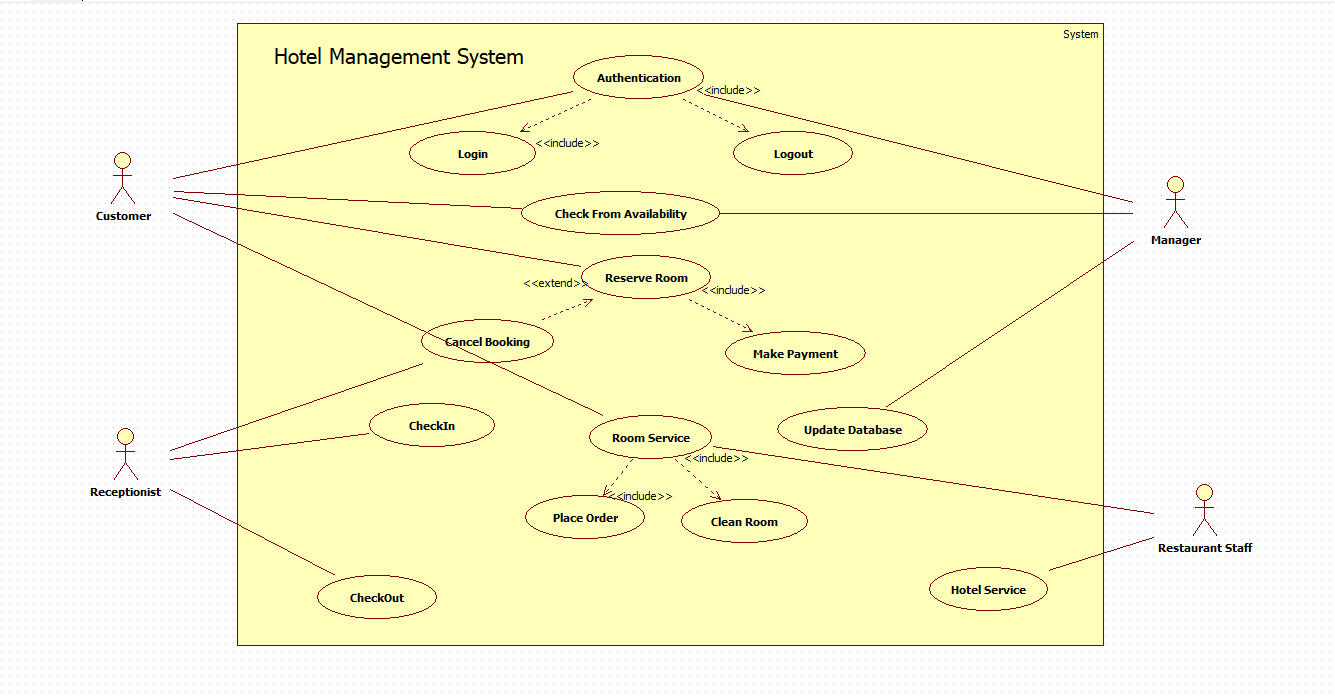 System
Hotel Management System
Authentication
<<include>>
<<include>>
Login
Logout
Customer
Check From Availability
Manager
Reserve Room
<<extend>>
<<include>>
Cancel Booking
Make Payment
CheckIn
Room Service
Update Database
<<include>>
Receptionist
<<include>>
Place Order
Clean Room
Restaurant Staff
Hotel Service
CheckOut